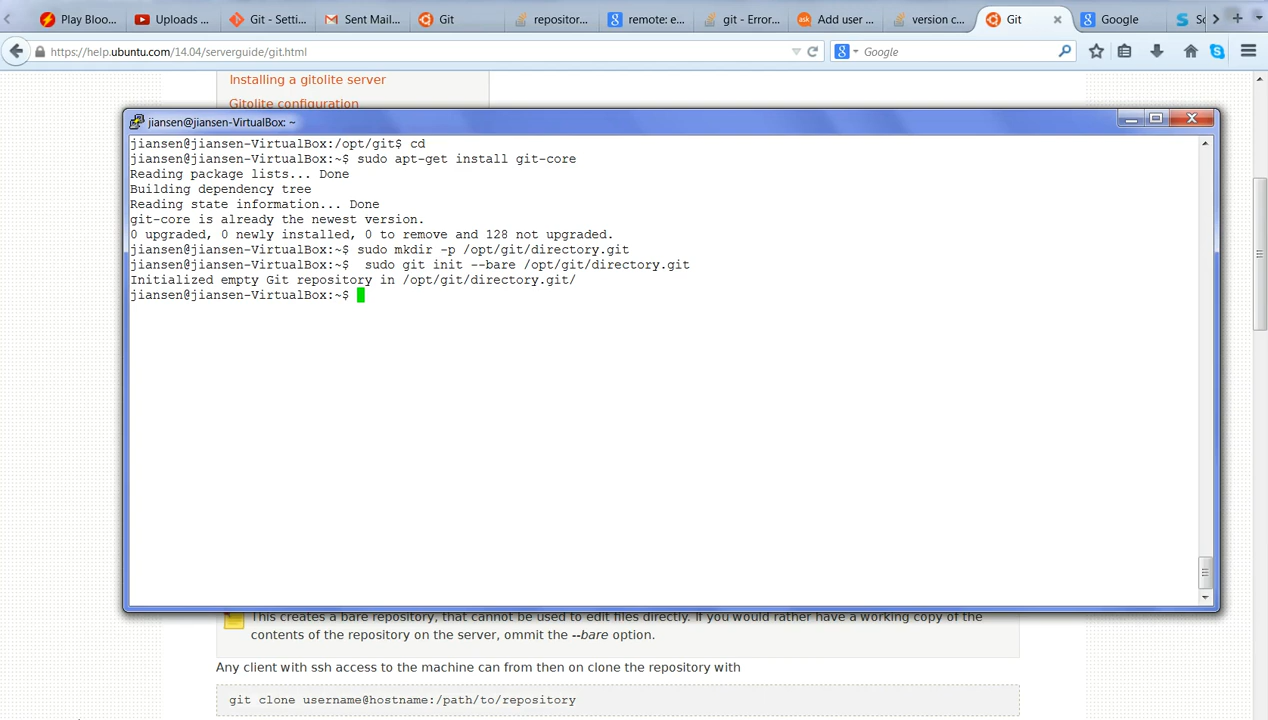 Play Bloo...
Uploads ...
Git - Setti...
Sent Mail...
Git
repositor...
remote: e...
git - Error...
Add user ...
version c...
Git
Google
https://help.ubuntu.com/14.04/serverguide/git.html
Google
Installing a gitolite server
Gitolite configuration
jiansen@jiansen-VirtualBox: ~
jiansen@jiansen-VirtualBox:/opt/git$ cd
jiansen@jiansen-VirtualBox:~$ sudo apt-get install git-core
Reading package lists... Done
Building dependency tree
Reading state information... Done
git-core is already the newest version.
0 upgraded, 0 newly installed, 0 to remove and 128 not upgraded.
jiansen@jiansen-VirtualBox:~$ sudo mkdir -p /opt/git/directory.git
jiansen@jiansen-VirtualBox:~$  sudo git init --bare /opt/git/directory.git
Initialized empty Git repository in /opt/git/directory.git/
jiansen@jiansen-VirtualBox:~$
This creates a bare repository, that cannot be used to edit files directly. If you would rather have a working copy of the
contents of the repository on the server, ommit the --bare option.
Any client with ssh access to the machine can from then on clone the repository with
git clone username@hostname:/path/to/repository